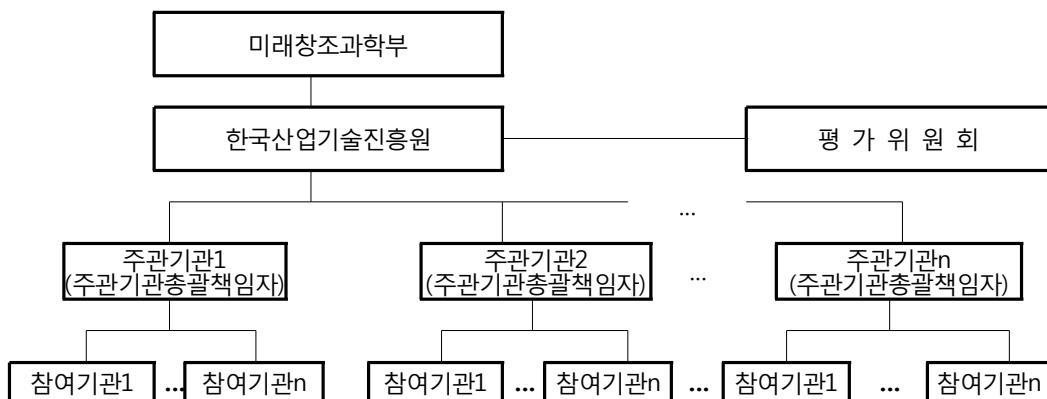 미래창조과학부
한국산업기술진흥원
평 가 위 원 회
...
주관기관1
(주관기관총괄책임자)
주관기관2
(주관기관총괄책임자)
...
주관기관n
(주관기관총괄책임자)
참여기관1 ... 참여기관n 참여기관1 ... 참여기관n ... 참여기관1 ... 참여기관n